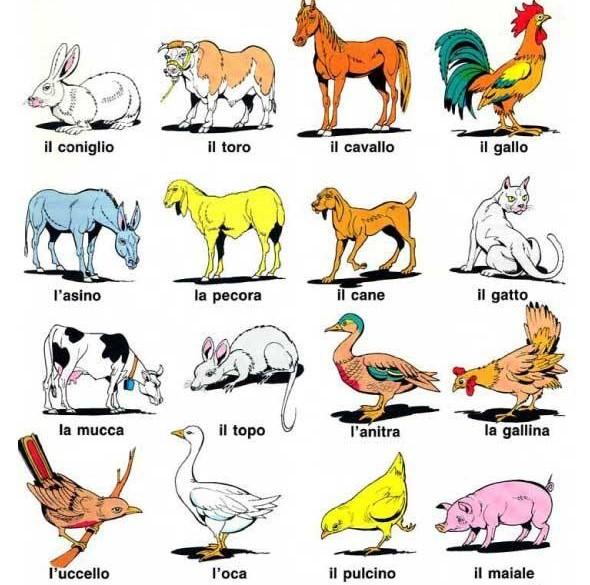 il coniglio
il toro
il cavallo
il gallo
l'asino
la pecora
il cane
il gatto
la mucca
il topo
l'anitra
la gallina
l'uccello
l'oca
il pulcino
il maiale